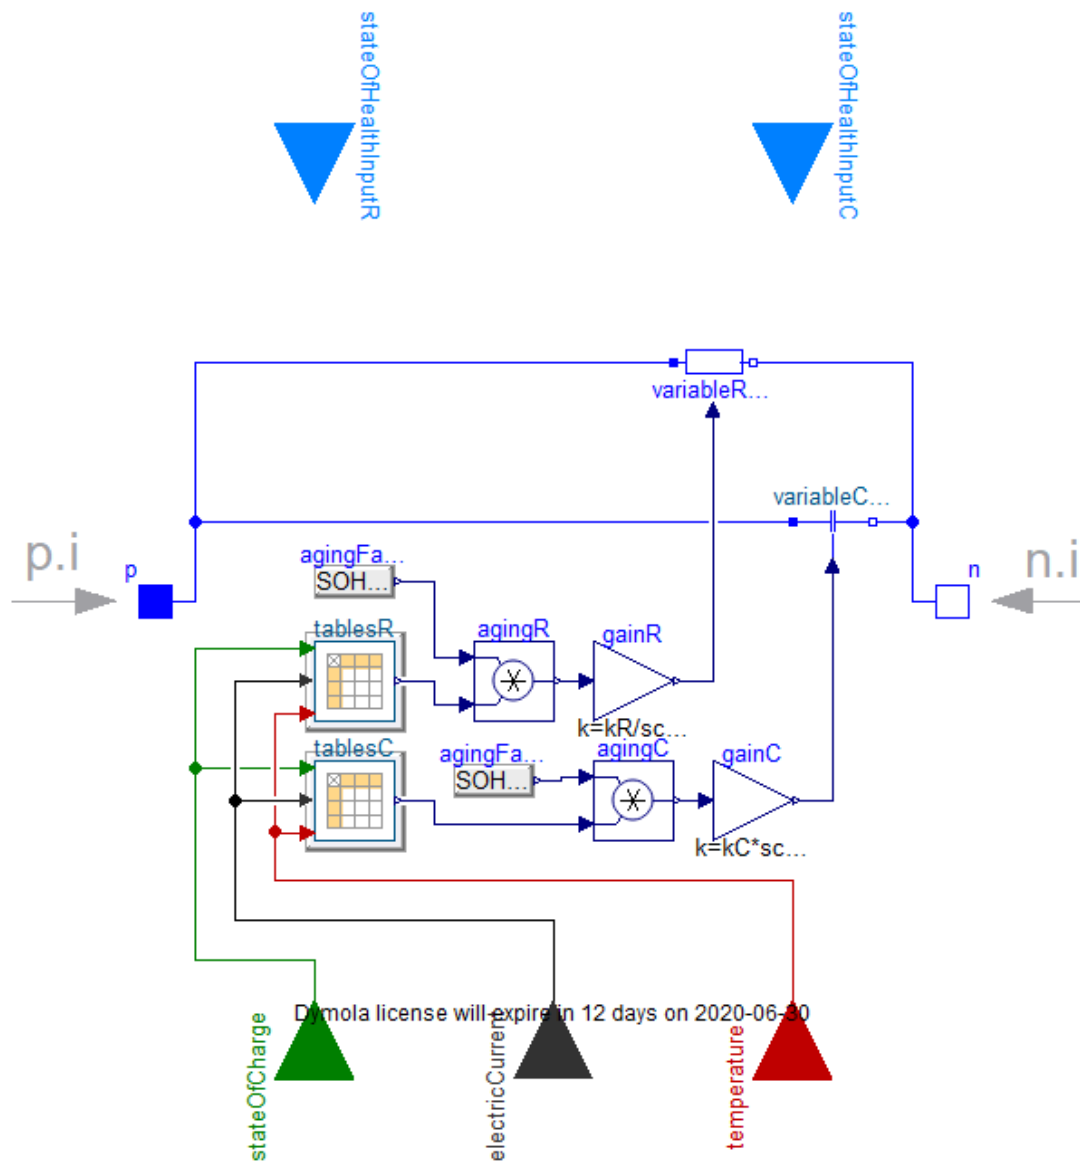 stateOfHealthInputR
stateOfHealthInputC
variableR...
variableC...
p.i
p
agingFa...
SOH...
n
n.i
tablesR
agingR
gainR
k=kR/sc...
tablesC
agingFa...
SOH...
agingC
gainC
k=kC*sc...
Dymola license will expire in 12 days on 2020-06-30
stateOfCharge
electricCurrent
temperature